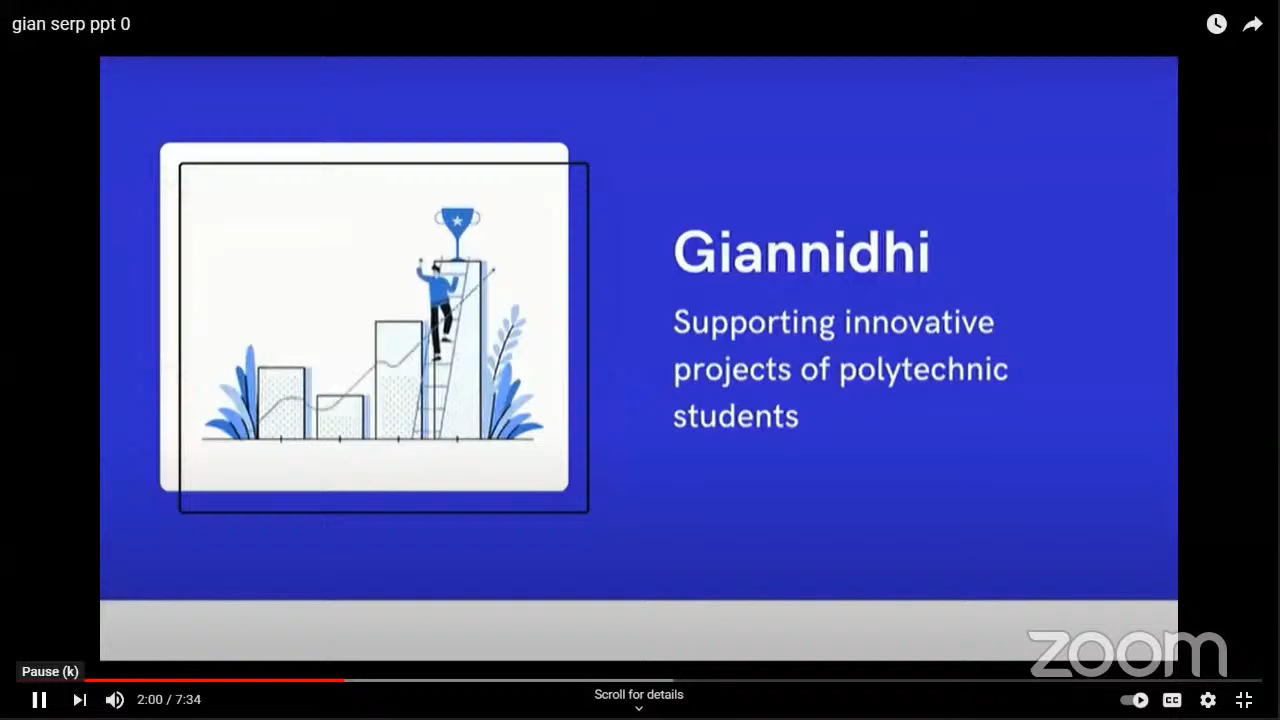 gian serp ppt 0
Giannidhi
Supporting innovative
projects of polytechnic
students
zoom
Pause (k)
2:00 / 7:34
Scroll for details
CC